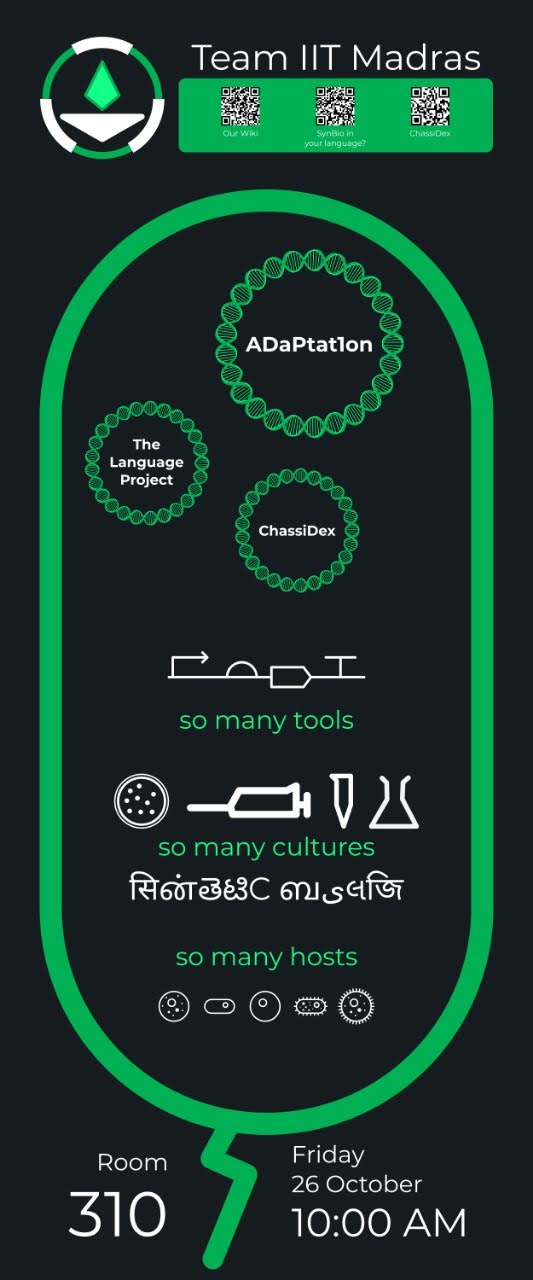 Team IIT Madras
Our Wiki
SynBio in
your language?
ChassiDex
ADaPtat1on
The
Language
Project
ChassiDex
so many tools
so many cultures
सिன்తెటిC ബیelજિ
so many hosts
Room
310
Friday
26 October
10:00 AM